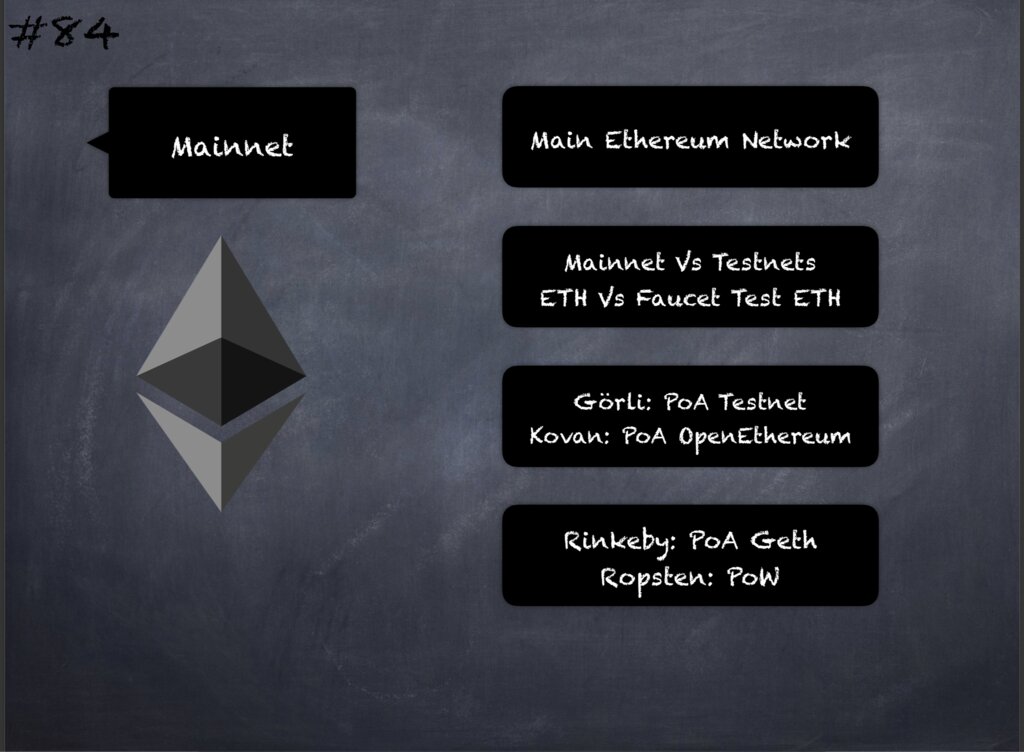 #84
Mainnet
Main Ethereum Network
Mainnet Vs Testnets
ETH Vs Faucet Test ETH
Görli: PoA Testnet
Kovan: PoA OpenEthereum
Rinkeby: PoA Geth
Ropsten: PoW